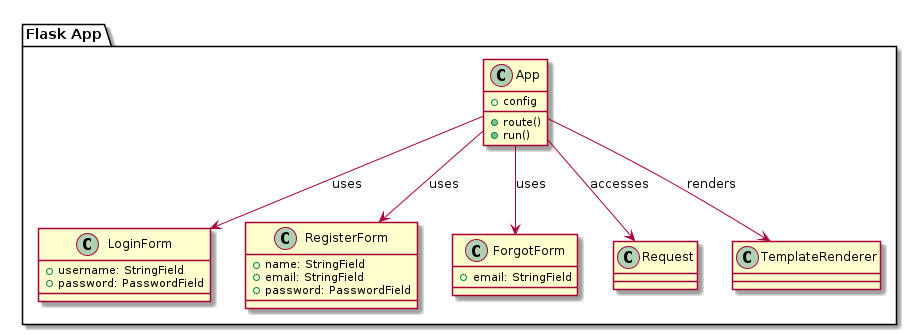 Flask App
C App
config
route()
run()
uses
uses
uses
accesses
renders
C LoginForm
username: StringField
password: PasswordField
C RegisterForm
name: StringField
email: StringField
password: PasswordField
C ForgotForm
email: StringField
C Request
C TemplateRenderer